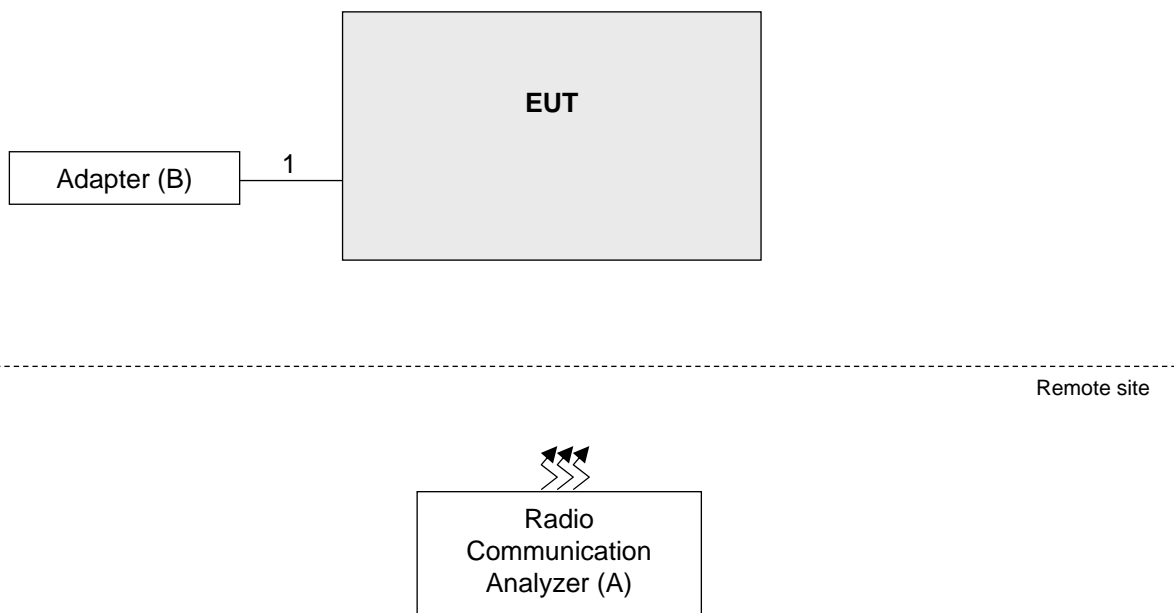 EUT
Adapter (B)
1
Remote site
Radio
Communication
Analyzer (A)